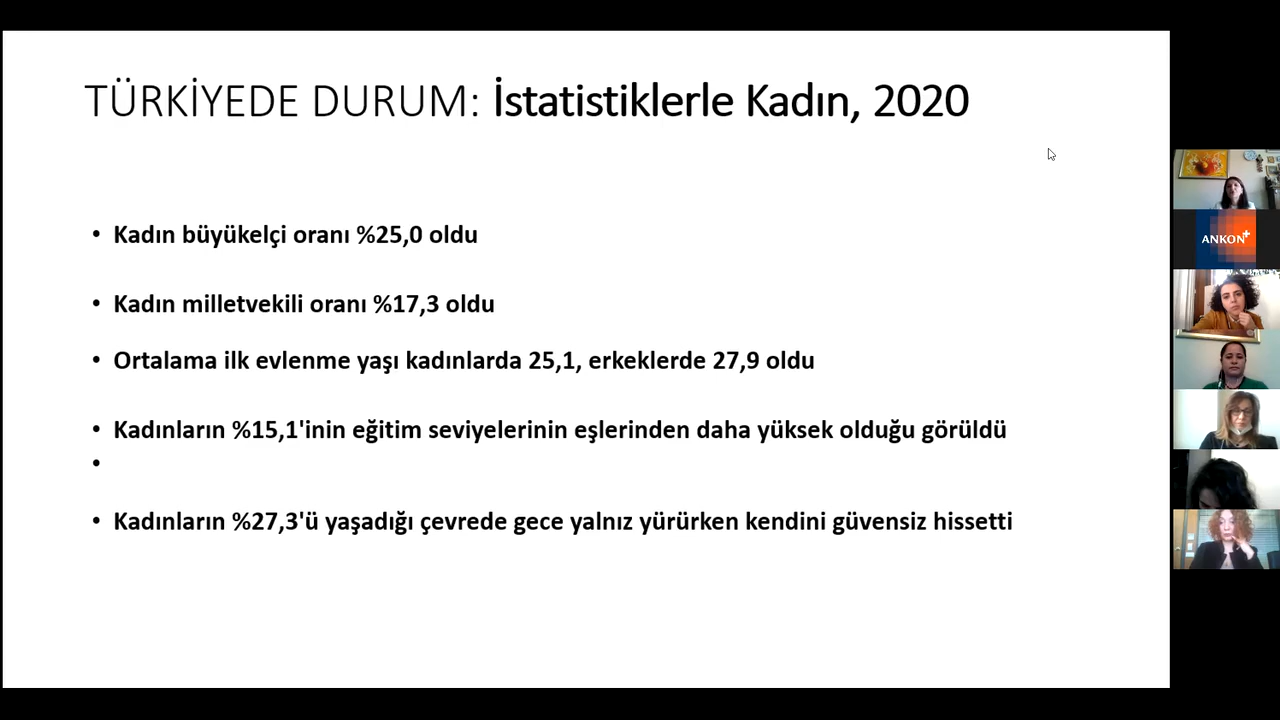 TÜRKİYEDE DURUM: İstatistiklerle Kadın, 2020
• Kadın büyükelçi oranı %25,0 oldu
• Kadın milletvekili oranı %17,3 oldu
• Ortalama ilk evlenme yaşı kadınlarda 25,1, erkeklerde 27,9 oldu
• Kadınların %15,1'inin eğitim seviyelerinin eşlerinden daha yüksek olduğu görüldü
•
• Kadınların %27,3'ü yaşadığı çevrede gece yalnız yürürken kendini güvensiz hissetti
ANKON+